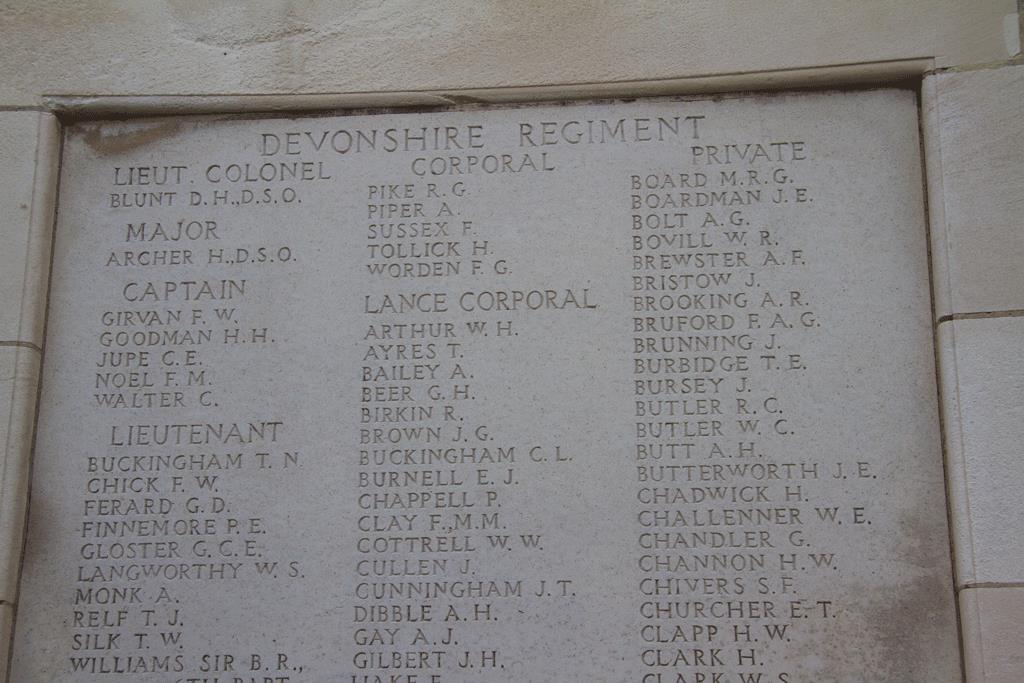 DEVONSHIRE REGIMENT
LIEUT. COLONEL
BLUNT D.H.,D.S.O.
MAJOR
ARCHER H.,D.S.O.
CAPTAIN
GIRVAN F. W.
GOODMAN H. H.
JUPE C. E.
NOEL F. M.
WALTER C.
LIEUTENANT
BUCKINGHAM T. N.
CHICK F. W.
FERARD G. D.
FINNEMORE P. E.
GLOSTER G. C. E.
LANGWORTHY W. S.
MONK A.
RELF T. J.
SILK T. W.
WILLIAMS SIR B. R.,
BART.
CORPORAL
PIKE R. G.
PIPER A.
SUSSEX F.
TOLLICK H.
WORDEN F. G.
LANCE CORPORAL
ARTHUR W. H.
AYRES T.
BAILEY A.
BEER G. H.
BIRKIN R.
BROWN J. G.
BUCKINGHAM C. L.
BURNELL E. J.
CHAPPELL P.
CLAY F.,M.M.
COTTRELL W. W.
CULLEN J.
CUNNINGHAM J. T.
DIBBLE A. H.
GAY A. J.
GILBERT J. H.
HAKE F.
PRIVATE
BOARD M. R. G.
BOARDMAN J. E.
BOLT A. G.
BOVILL W. R.
BREWSTER A. F.
BRISTOW J.
BROOKING A. R.
BRUFORD F. A. G.
BRUNNING J.
BURBIDGE T. E.
BURSEY J.
BUTLER R. C.
BUTLER W. C.
BUTT A. H.
BUTTERWORTH J. E.
CHADWICK H.
CHALLENNER W. E.
CHANDLER G.
CHANNON H. W.
CHIVERS S. F.
CHURCHER E. T.
CLAPP H. W.
CLARK H.
CLARK W. S.